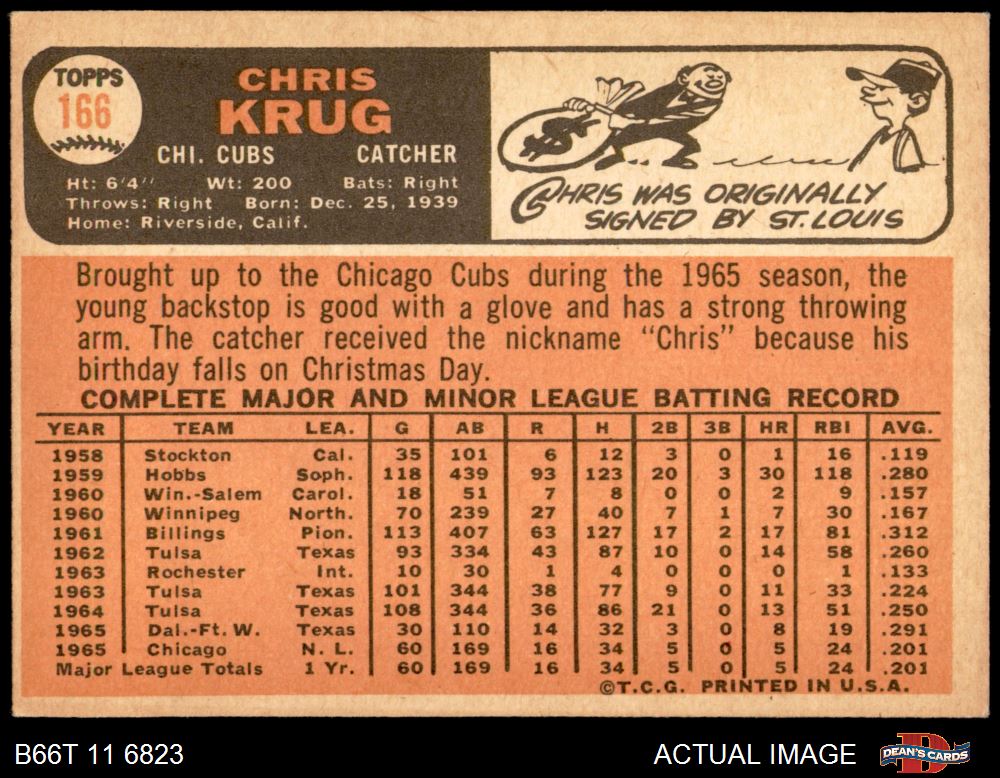 TOPPS
166
CHRIS
KRUG
CHI. CUBS CATCHER
Ht: 6'4" Wt: 200 Bats: Right
Throws: Right Born: Dec. 25, 1939
Home: Riverside, Calif.
$
CHRIS WAS ORIGINALLY
SIGNED BY ST. LOUIS
Brought up to the Chicago Cubs during the 1965 season, the
young backstop is good with a glove and has a strong throwing
arm. The catcher received the nickname "Chris" because his
birthday falls on Christmas Day.
COMPLETE MAJOR AND MINOR LEAGUE BATTING RECORD
YEAR TEAM LEA. G AB R H 2B 3B HR RBI AVG.
1958 Stockton Cal. 35 101 6 12 3 0 1 16 .119
1959 Hobbs Soph. 118 439 93 123 20 3 30 118 .280
1960 Win.-Salem Carol. 18 51 7 8 0 0 2 9 .157
1960 Winnipeg North. 70 239 27 40 7 1 7 30 .167
1961 Billings Pion. 113 407 63 127 17 2 17 81 .312
1962 Tulsa Texas 93 334 43 87 10 0 14 58 .260
1963 Rochester Int. 10 30 1 4 0 0 0 1 .133
1963 Tulsa Texas 101 344 38 77 9 0 11 33 .224
1964 Tulsa Texas 108 344 36 86 21 0 13 51 .250
1965 Dal.-Ft. W. Texas 30 110 14 32 3 0 8 19 .291
1965 Chicago N. L. 60 169 16 34 5 0 5 24 .201
Major League Totals 1 Yr. 60 169 16 34 5 0 5 24 .201
©T.C.G. PRINTED IN U.S.A.
B66T 11 6823 ACTUAL IMAGE DEAN'S CARDS